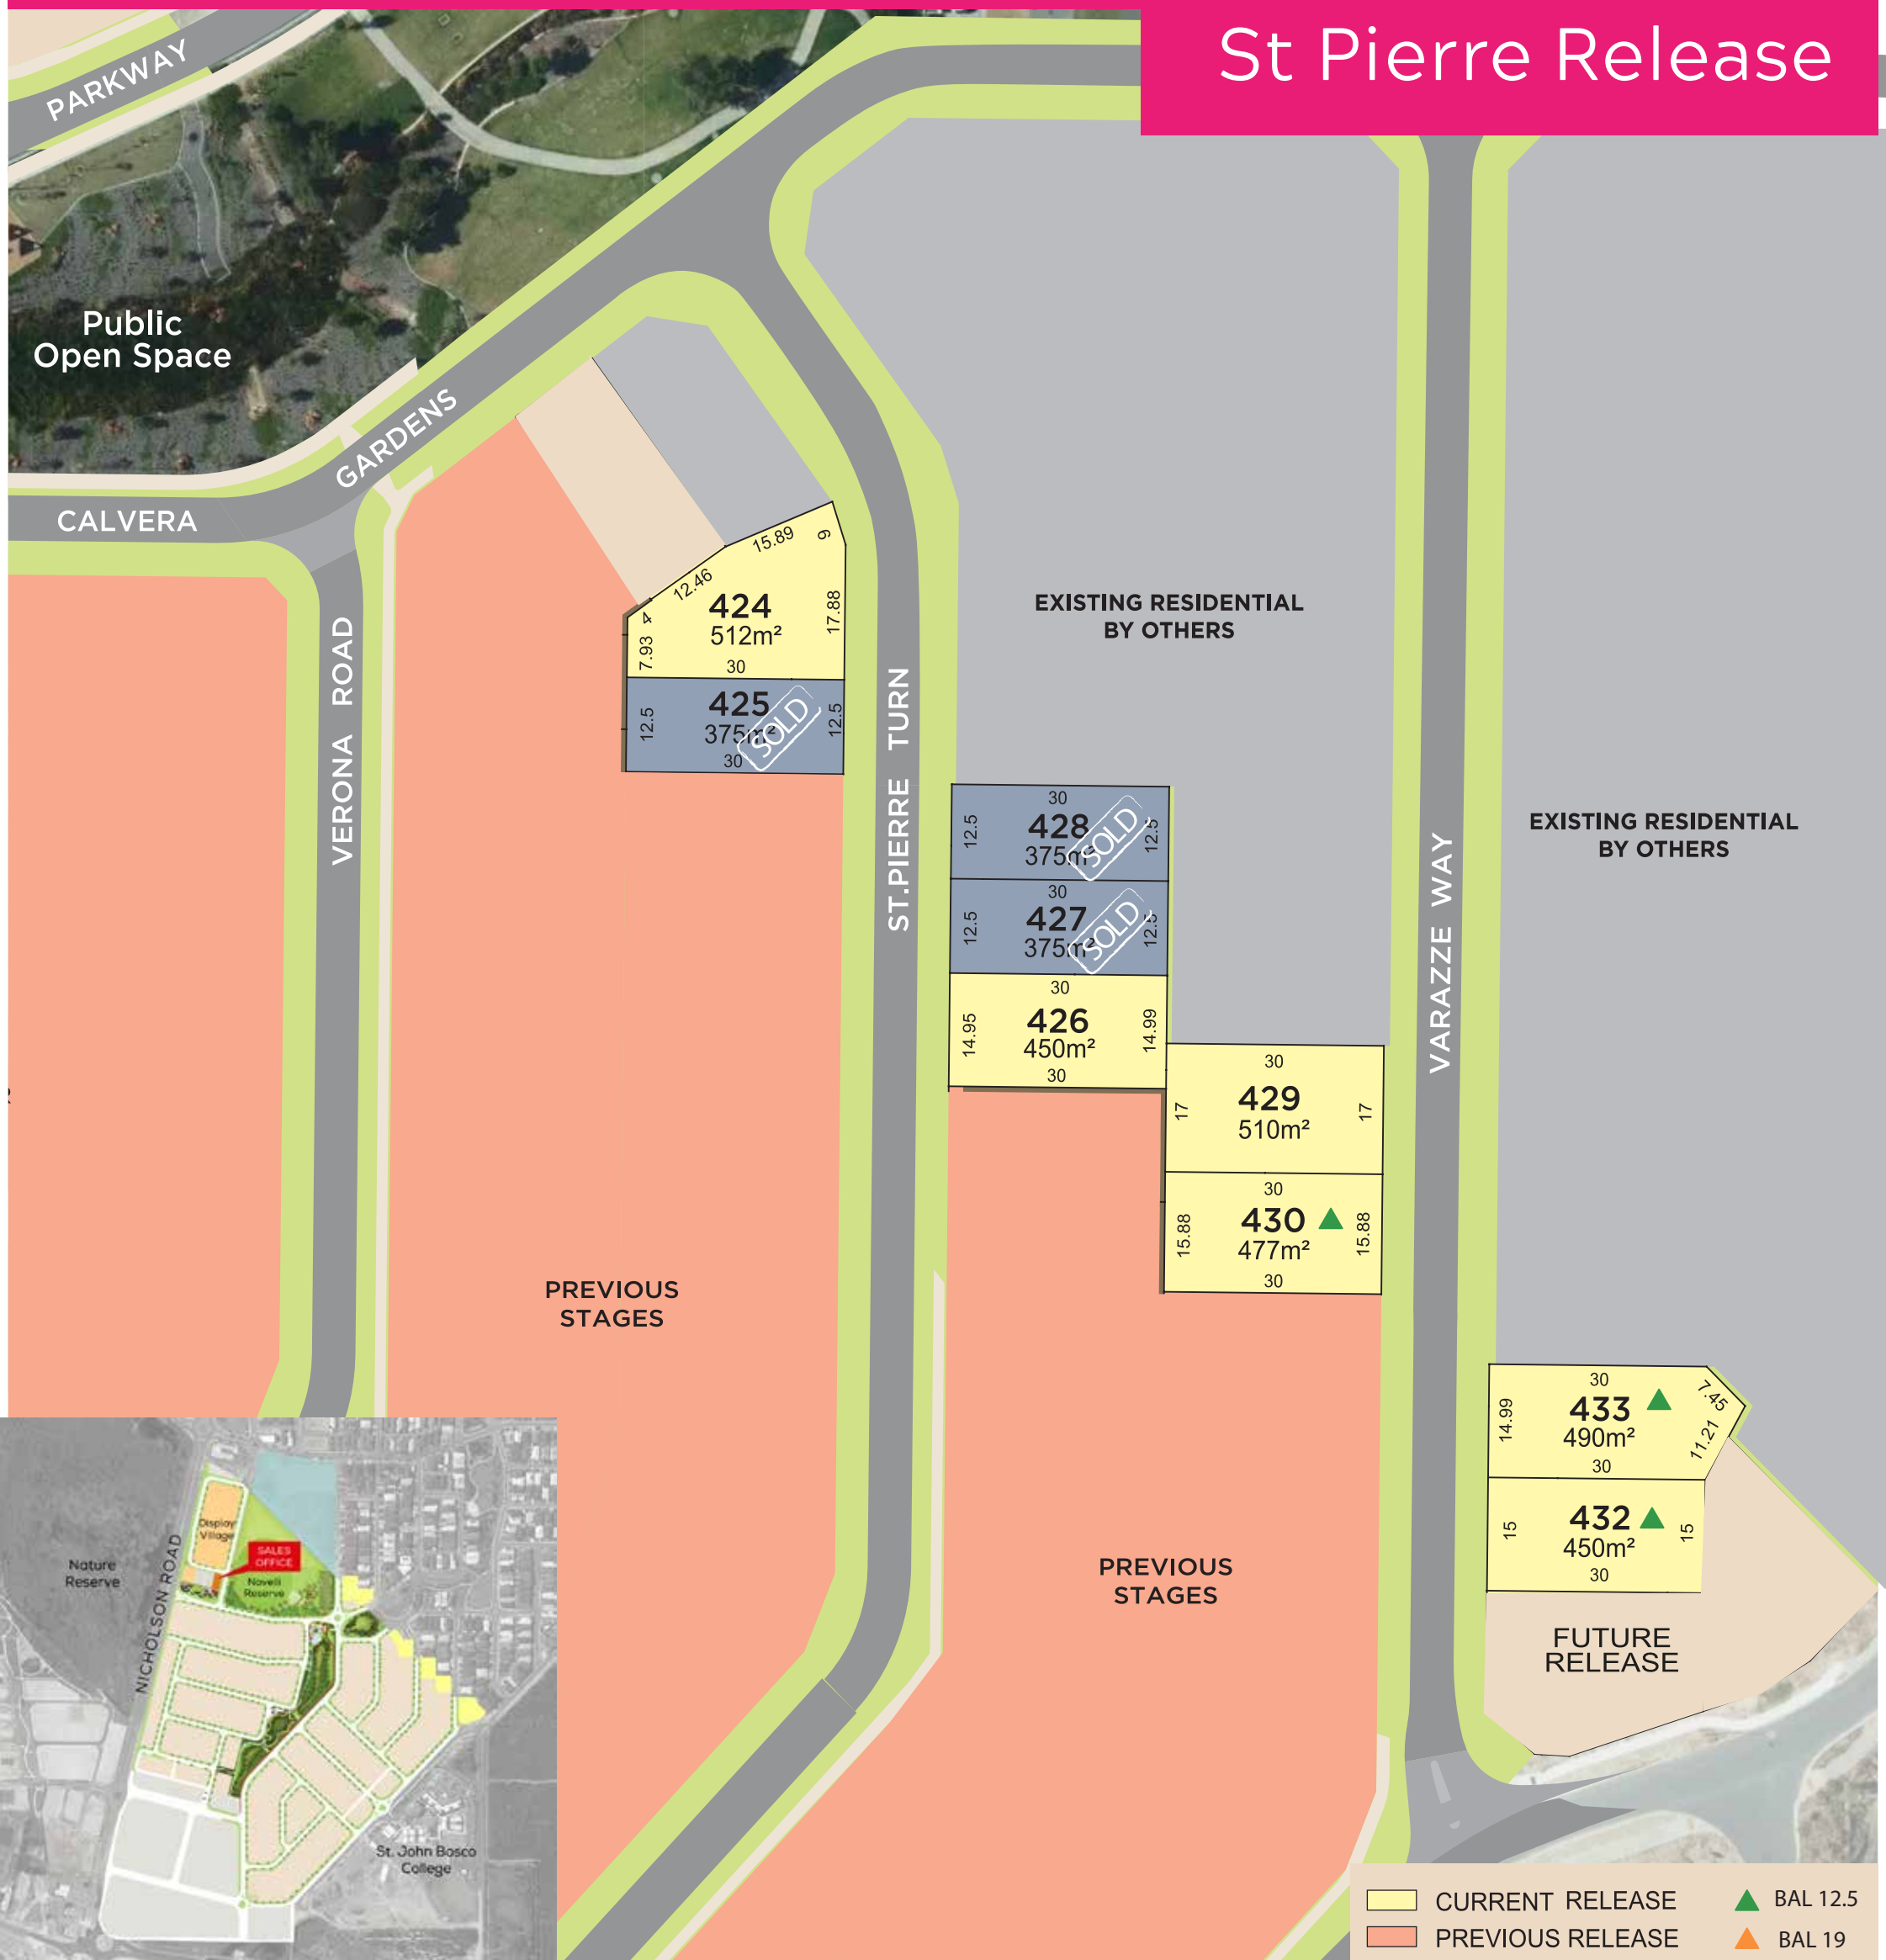 St Pierre Release
PARKWAY
Public
Open Space
GARDENS
CALVERA
VERONA ROAD
ST.PIERRE TURN
VARAZZE WAY
15.89
6
12.46
4
424
512m²
17.88
7.93
30
425
375m²
12.5
12.5
30
SOLD
EXISTING RESIDENTIAL
BY OTHERS
EXISTING RESIDENTIAL
BY OTHERS
30
428
375m²
12.5
12.5
SOLD
30
427
375m²
12.5
12.5
SOLD
30
426
450m²
14.95
14.99
30
30
429
510m²
17
17
30
430
477m²
15.88
15.88
30
PREVIOUS
STAGES
30
433
490m²
14.99
7.45
11.21
30
432
450m²
15
15
30
PREVIOUS
STAGES
FUTURE
RELEASE
Nature
Reserve
NICHOLSON ROAD
Display
Village
SALES
OFFICE
Novelli
Reserve
St. John Bosco
College
CURRENT RELEASE
BAL 12.5
PREVIOUS RELEASE
BAL 19